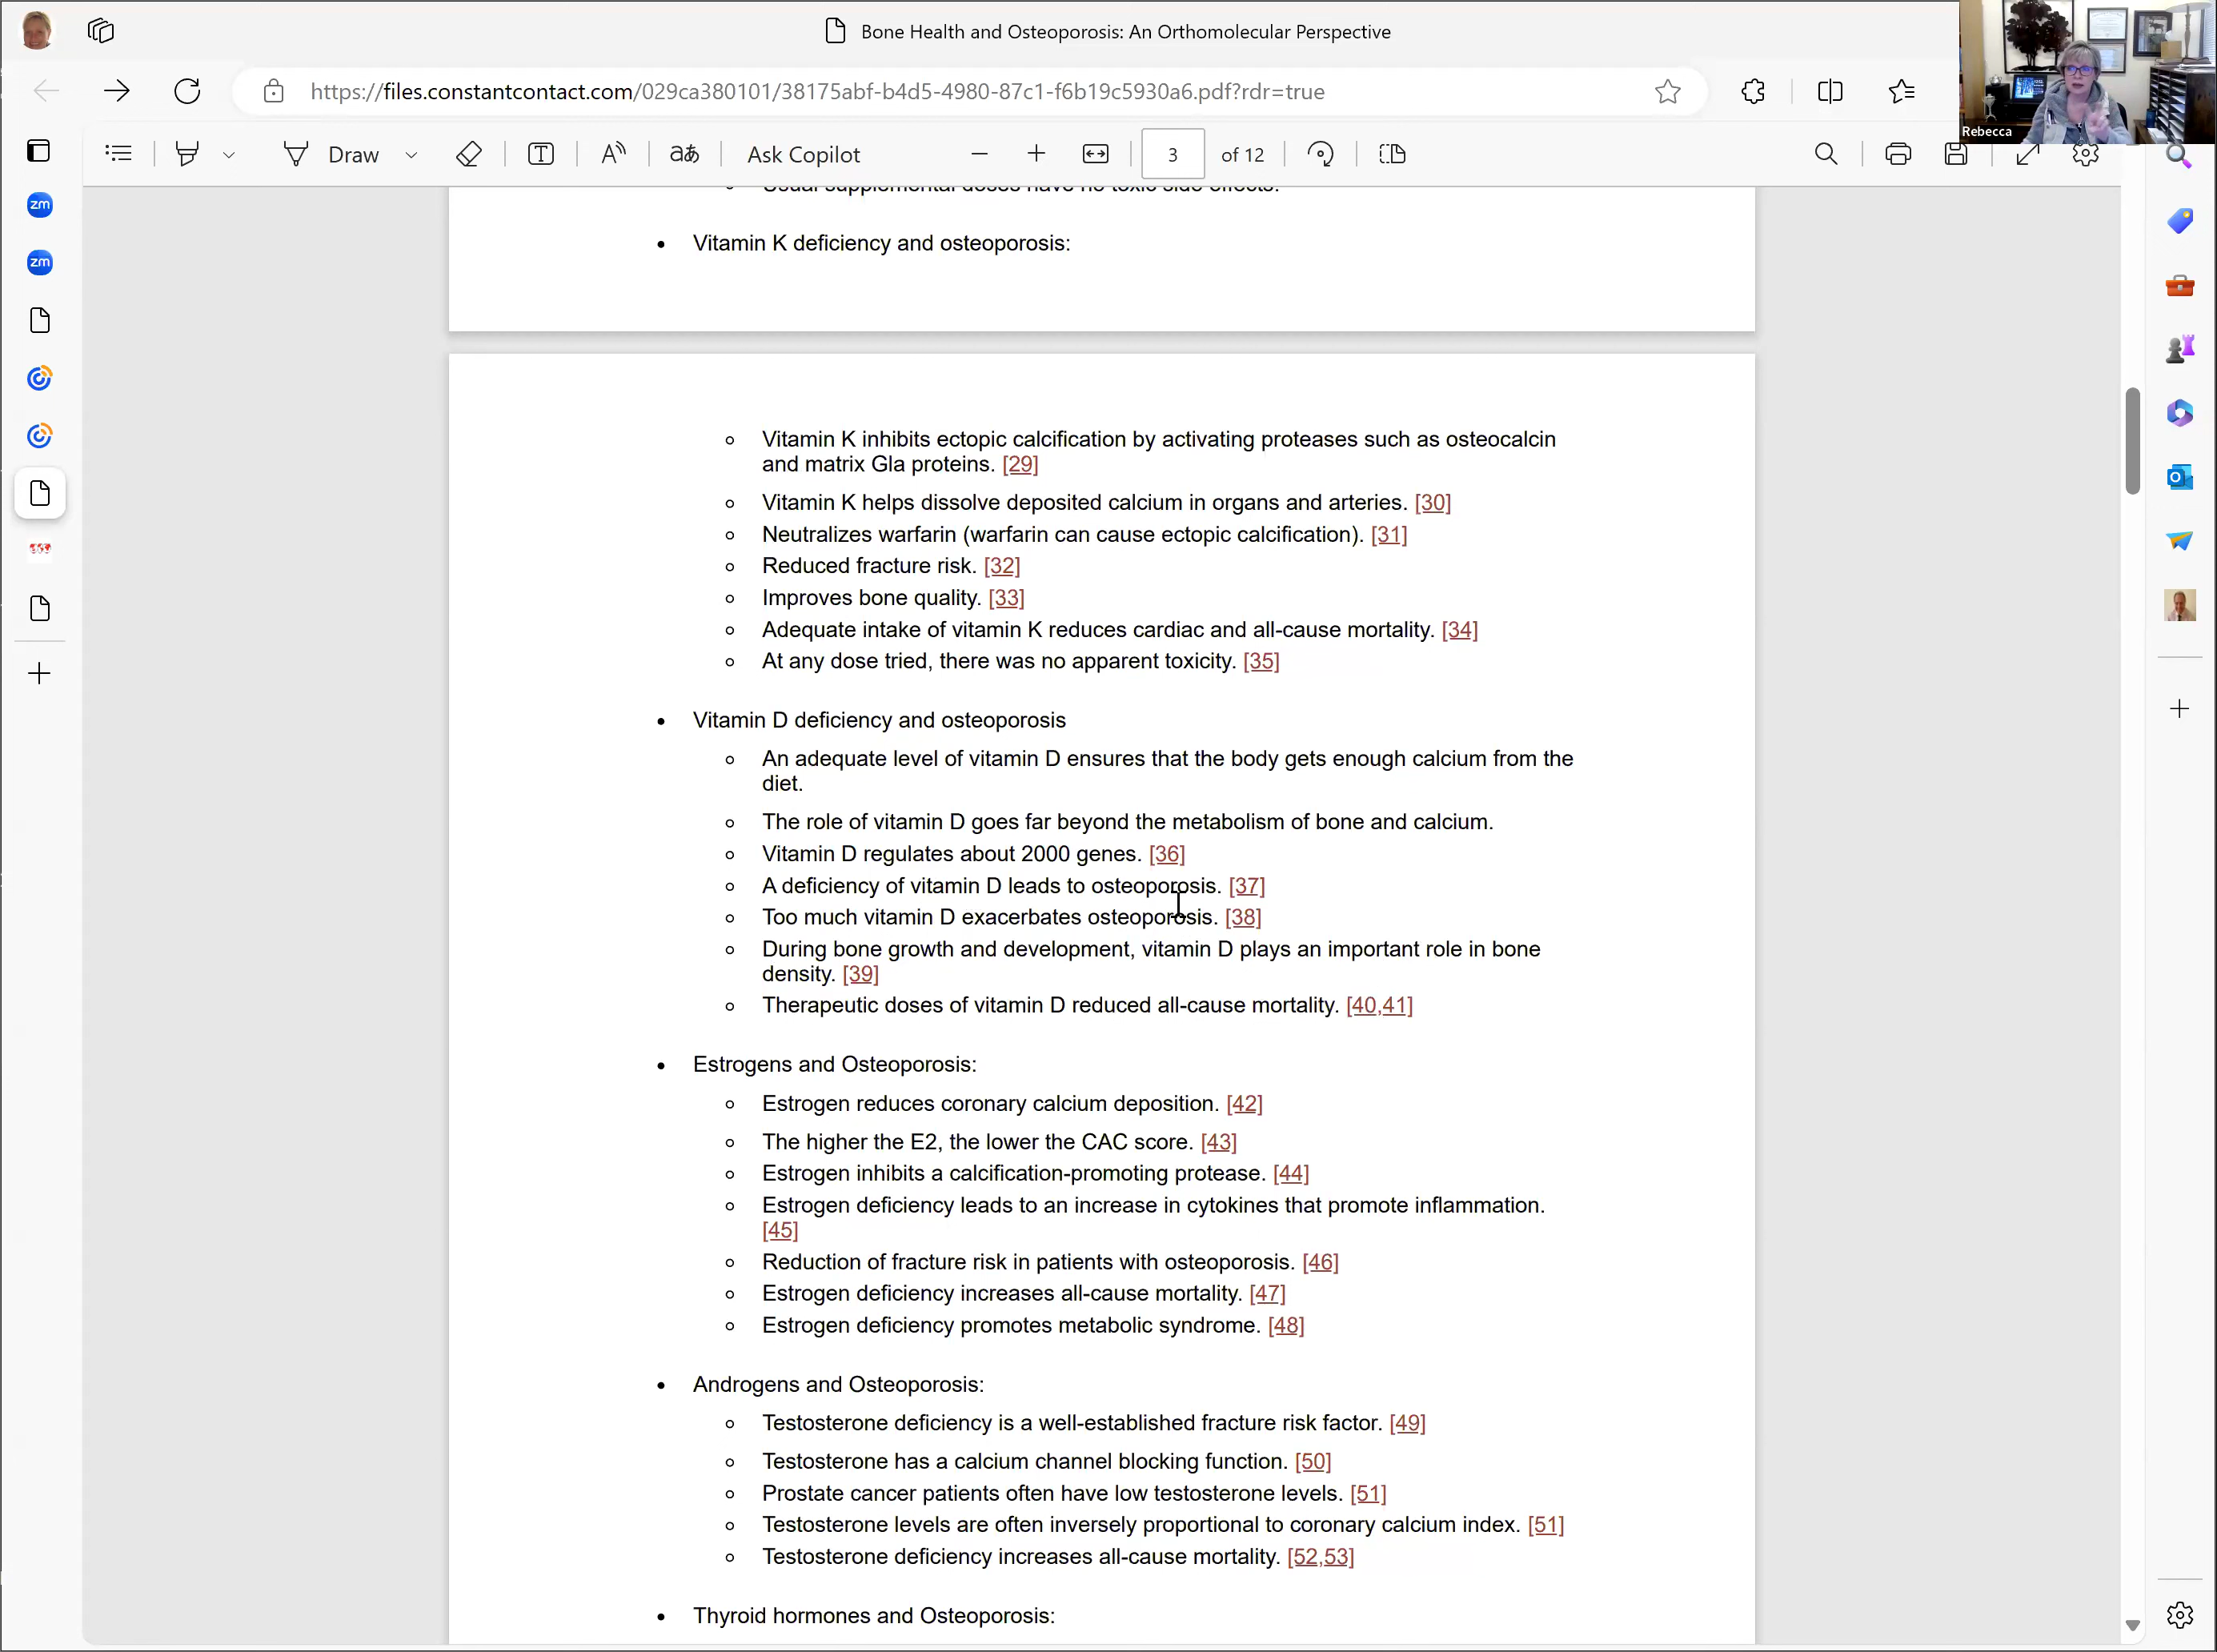 Bone Health and Osteoporosis: An Orthomolecular Perspective
https://files.constantcontact.com/029ca380101/38175abf-b4d5-4980-87c1-f6b19c5930a6.pdf?rdr=true
Rebecca
Draw
aあ
Ask Copilot
3
of 12
zm
zm
Usual supplemental doses have no toxic side effects.
• Vitamin K deficiency and osteoporosis:
o Vitamin K inhibits ectopic calcification by activating proteases such as osteocalcin
and matrix Gla proteins. [29]
o Vitamin K helps dissolve deposited calcium in organs and arteries. [30]
o Neutralizes warfarin (warfarin can cause ectopic calcification). [31]
o Reduced fracture risk. [32]
o Improves bone quality. [33]
o Adequate intake of vitamin K reduces cardiac and all-cause mortality. [34]
o At any dose tried, there was no apparent toxicity. [35]
• Vitamin D deficiency and osteoporosis
o An adequate level of vitamin D ensures that the body gets enough calcium from the
diet.
o The role of vitamin D goes far beyond the metabolism of bone and calcium.
o Vitamin D regulates about 2000 genes. [36]
o A deficiency of vitamin D leads to osteoporosis. [37]
o Too much vitamin D exacerbates osteoporosis. [38]
o During bone growth and development, vitamin D plays an important role in bone
density. [39]
o Therapeutic doses of vitamin D reduced all-cause mortality. [40,41]
• Estrogens and Osteoporosis:
o Estrogen reduces coronary calcium deposition. [42]
o The higher the E2, the lower the CAC score. [43]
o Estrogen inhibits a calcification-promoting protease. [44]
o Estrogen deficiency leads to an increase in cytokines that promote inflammation.
[45]
o Reduction of fracture risk in patients with osteoporosis. [46]
o Estrogen deficiency increases all-cause mortality. [47]
o Estrogen deficiency promotes metabolic syndrome. [48]
• Androgens and Osteoporosis:
o Testosterone deficiency is a well-established fracture risk factor. [49]
o Testosterone has a calcium channel blocking function. [50]
o Prostate cancer patients often have low testosterone levels. [51]
o Testosterone levels are often inversely proportional to coronary calcium index. [51]
o Testosterone deficiency increases all-cause mortality. [52,53]
• Thyroid hormones and Osteoporosis: